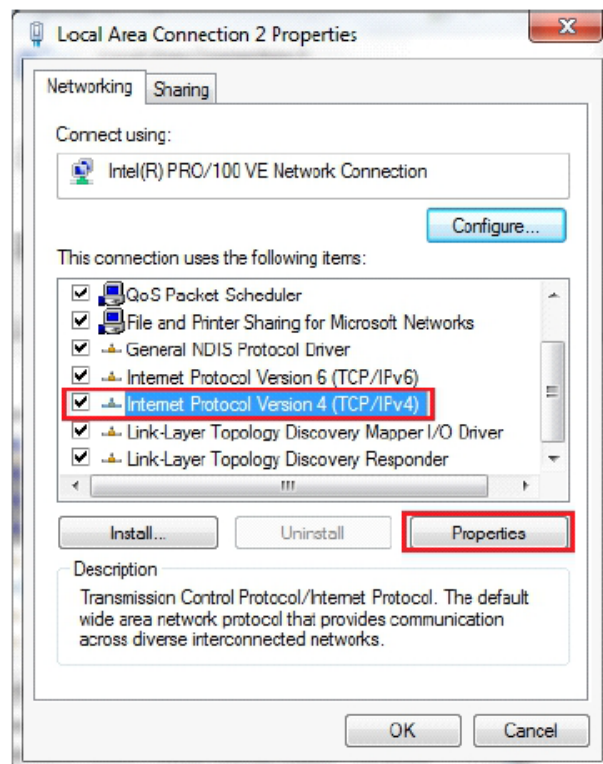 Local Area Connection 2 Properties
Networking
Sharing
Connect using:
Intel(R) PRO/100 VE Network Connection
Configure...
This connection uses the following items:
QoS Packet Scheduler
File and Printer Sharing for Microsoft Networks
General NDIS Protocol Driver
Internet Protocol Version 6 (TCP/IPv6)
Internet Protocol Version 4 (TCP/IPv4)
Link-Layer Topology Discovery Mapper I/O Driver
Link-Layer Topology Discovery Responder
Install...
Uninstall
Properties
Description
Transmission Control Protocol/Internet Protocol. The default
wide area network protocol that provides communication
across diverse interconnected networks.
OK
Cancel